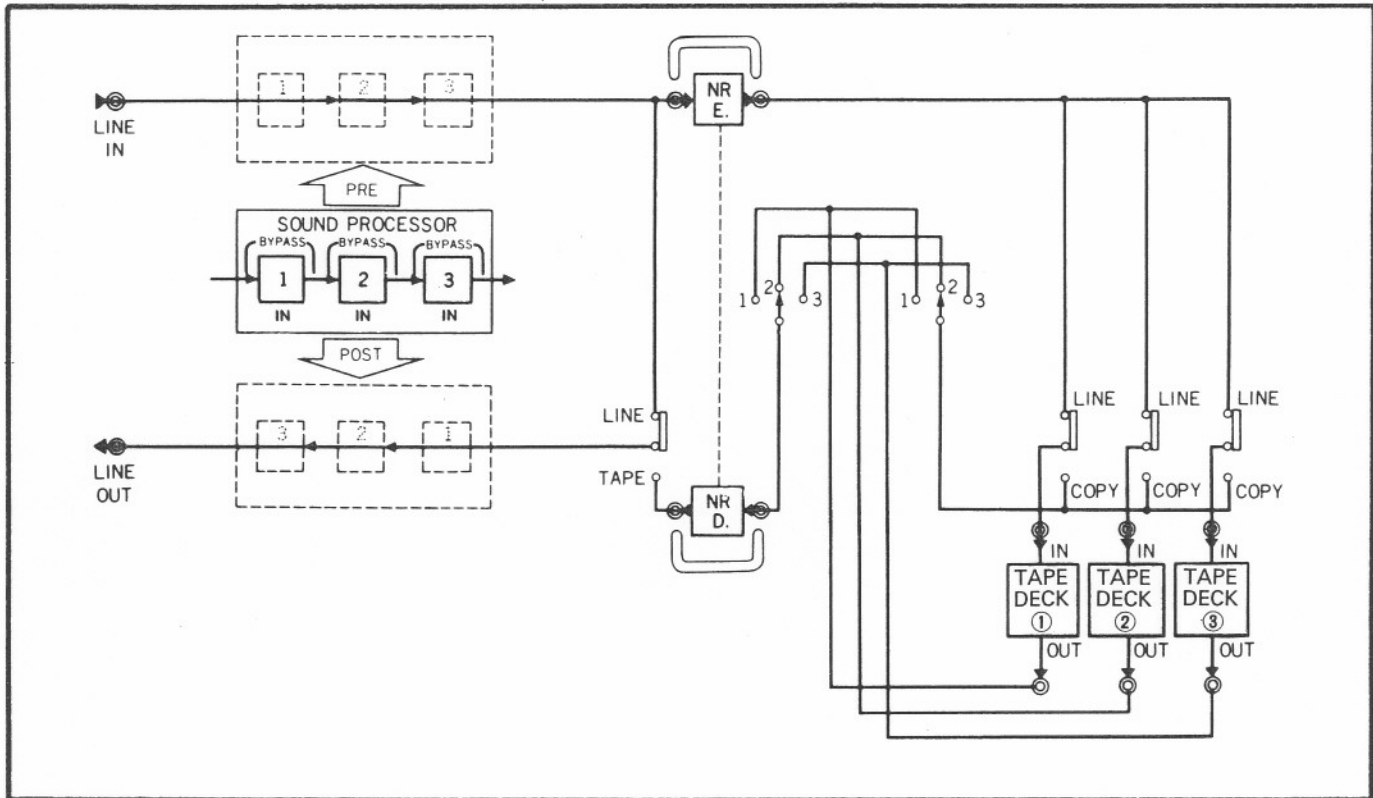 1 2 3
LINE
IN
PRE
SOUND PROCESSOR
BYPASS BYPASS BYPASS
1 2 3
IN IN IN
POST
3 2 1
LINE
OUT
NR
E.
LINE
TAPE
NR
D.
1 2 3
1 2 3
LINE LINE LINE
COPY COPY COPY
IN IN IN
TAPE
DECK
①
TAPE
DECK
②
TAPE
DECK
③
OUT OUT OUT